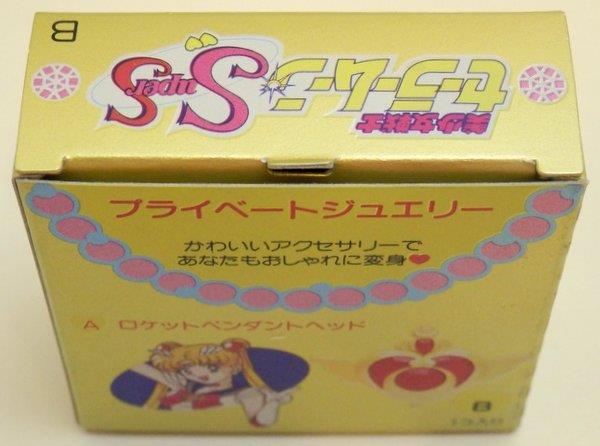 B
美少女戦士
セーラームーン
SuperS
プライベートジュエリー
かわいいアクセサリーで
あなたもおしゃれに変身♥
A ロケットペンダントヘッド
B